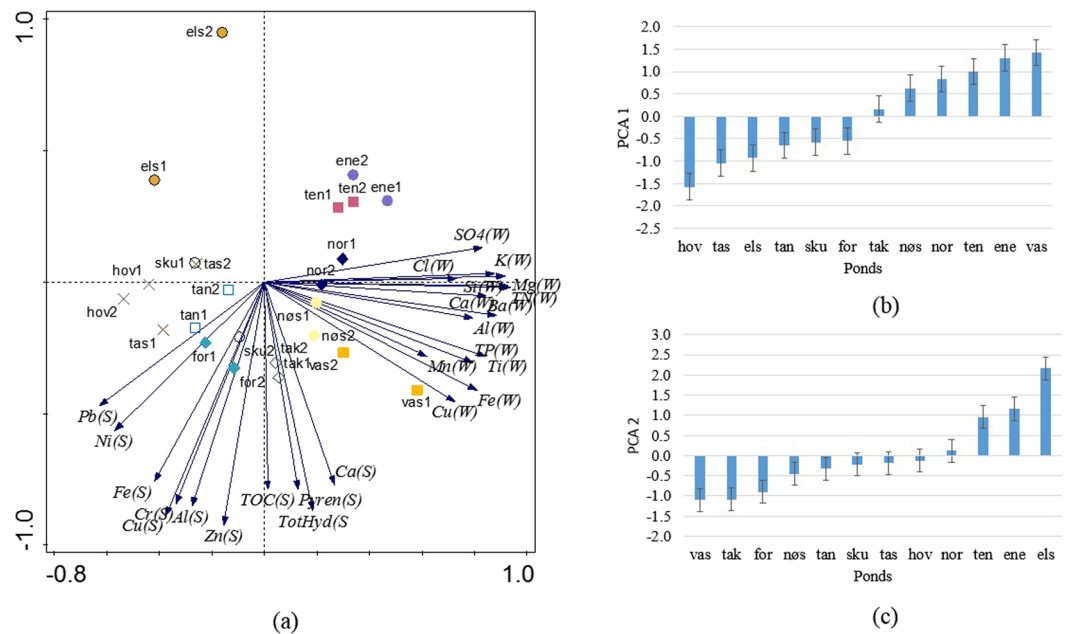 1.0
els2
els1
ene2
ten2
ene1
ten1
nor1
SO4(W)
K(W)
Cl(W)
nor2
sku1
tas2
hov1
Mg(W)
Si(W)
TN(W)
Ca(W)
Ba(W)
tan2
hov2
Al(W)
nøs1
tan1
nøs2
tas1
for1
sku2
tak2
TP(W)
tak1
vas2
Mn(W)
Ti(W)
for2
vas1
Fe(W)
Cu(W)
Pb(S)
Ni(S)
Ca(S)
Fe(S)
TOC(S)
Pyren(S)
Cr(S)
Al(S)
Cu(S)
TotHyd(S
Zn(S)
-1.0
-0.8
1.0
(a)
2.0
1.5
1.0
0.5
0.0
-0.5
-1.0
-1.5
-2.0
-2.5
PCA 1
hov tas els tan sku for tak nøs nor ten ene vas
Ponds
(b)
3.0
2.5
2.0
1.5
1.0
0.5
0.0
-0.5
-1.0
-1.5
-2.0
PCA 2
vas tak for nøs tan sku tas hov nor ten ene els
Ponds
(c)